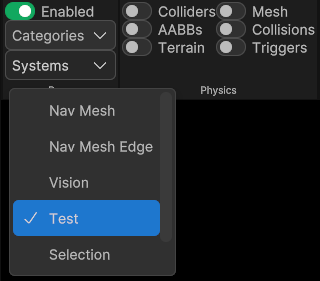 Enabled
Categories
Systems
Colliders Mesh
AABBs Collisions
Terrain Triggers
Physics
Nav Mesh
Nav Mesh Edge
Vision
Test
Selection